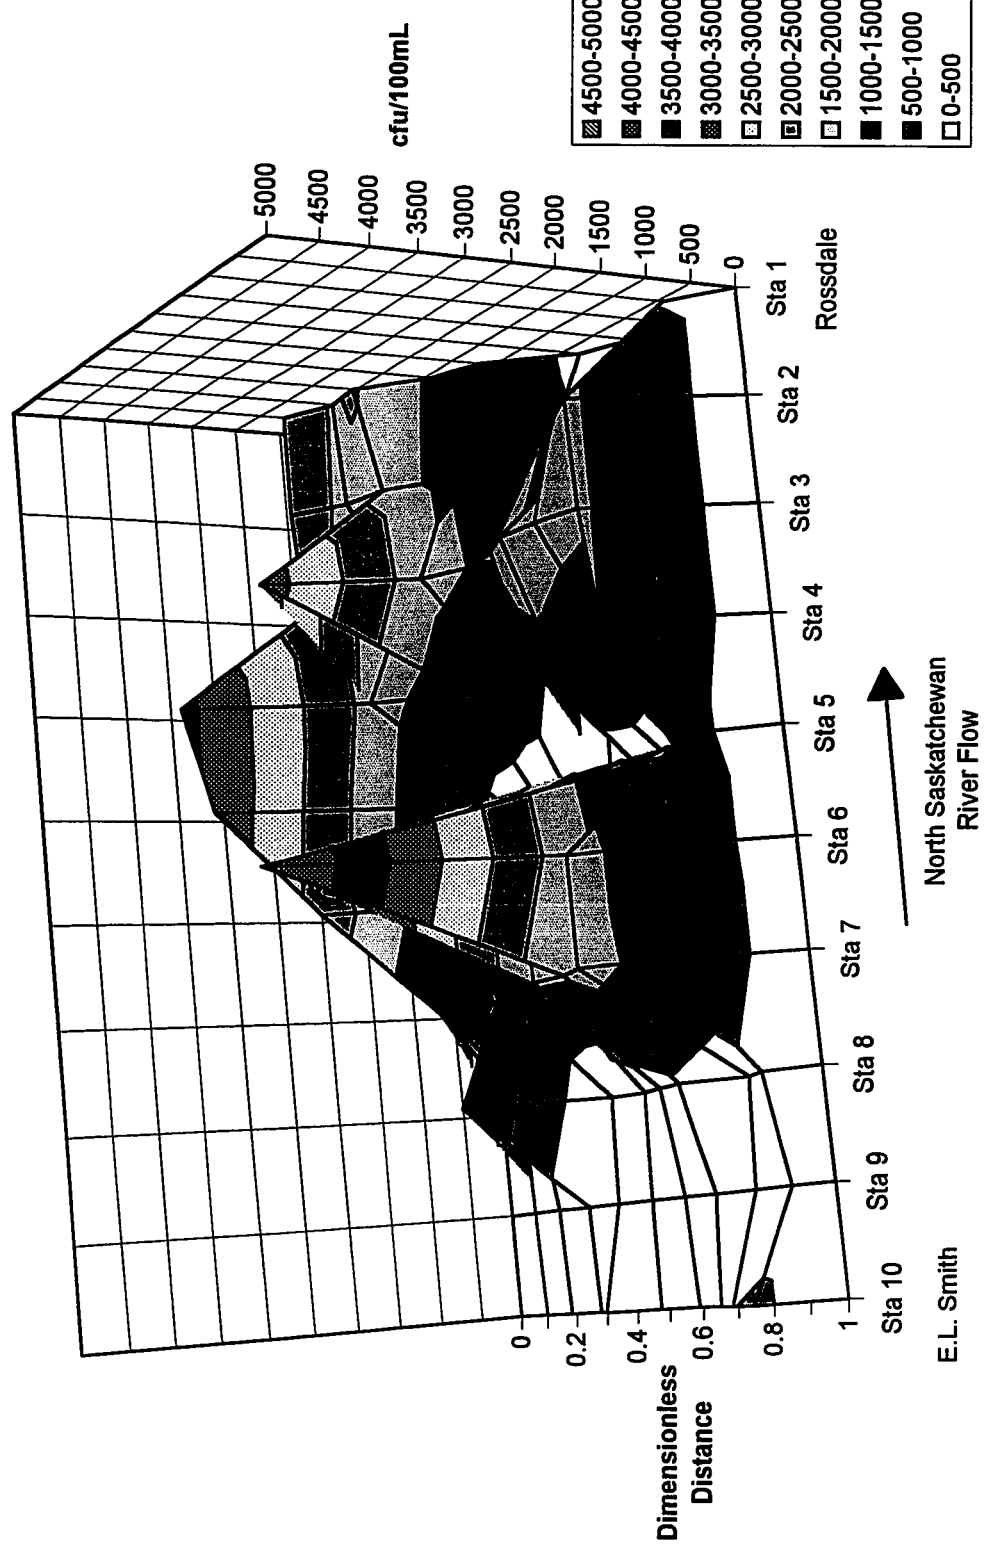 cfu/100mL
5000
4500
4000
3500
3000
2500
2000
1500
1000
500
0
4500-5000
4000-4500
3500-4000
3000-3500
2500-3000
2000-2500
1500-2000
1000-1500
500-1000
0-500
Sta 1
Sta 2
Sta 3
Sta 4
Sta 5
Sta 6
Sta 7
Sta 8
Sta 9
Sta 10
Rossdale
E.L. Smith
North Saskatchewan
River Flow
0
0.2
0.4
0.6
0.8
1
Dimensionless
Distance